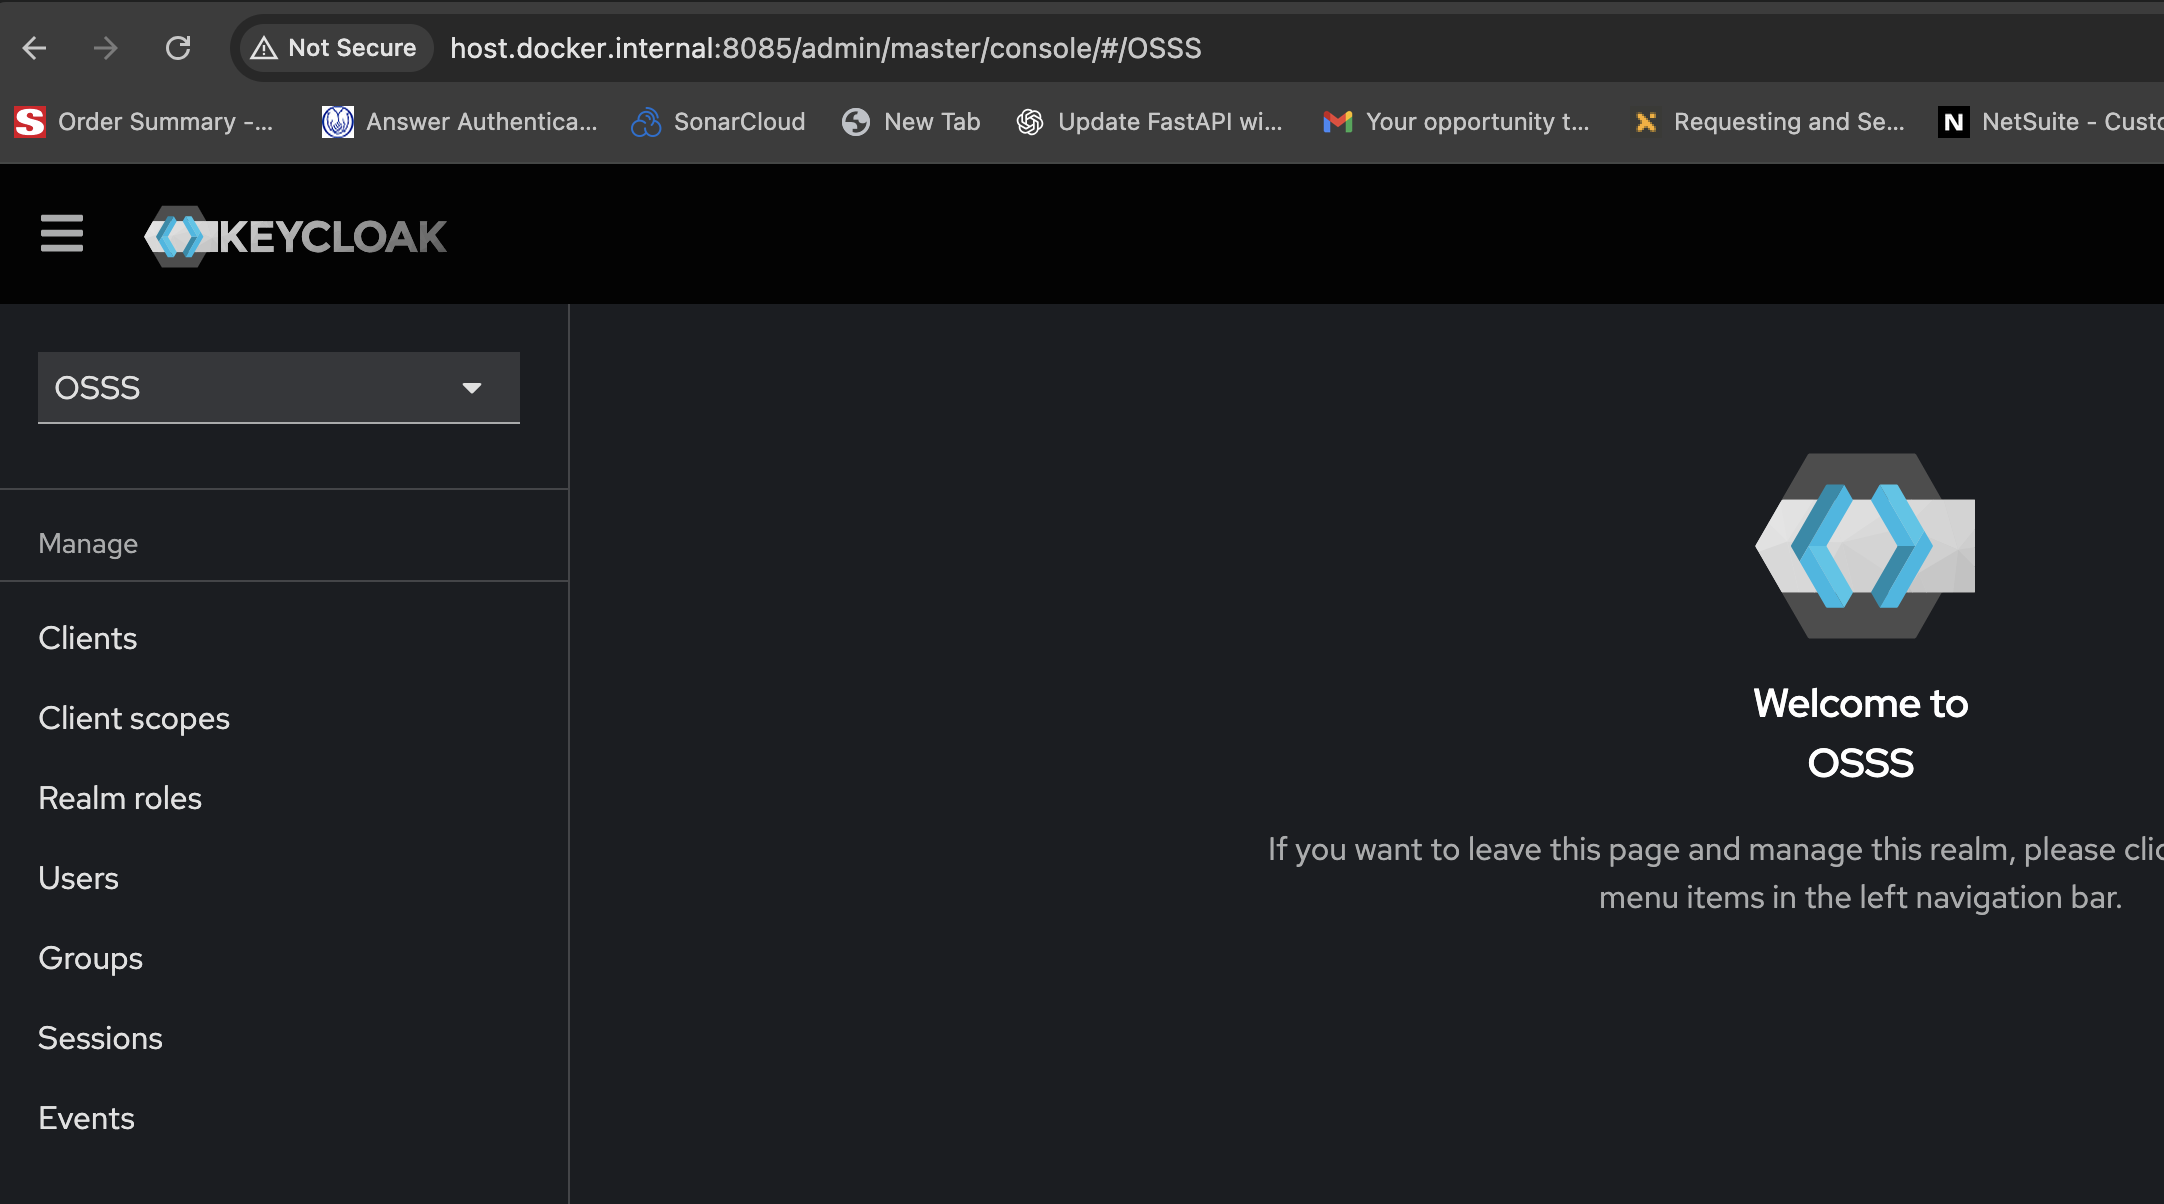 Not Secure host.docker.internal:8085/admin/master/console/#/OSSS
Order Summary -... Answer Authentica... SonarCloud New Tab Update FastAPI wi... Your opportunity t... Requesting and Se... N NetSuite - Custo
KEYCLOAK
OSSS
Manage
Clients
Client scopes
Realm roles
Users
Groups
Sessions
Events
Welcome to
OSSS
If you want to leave this page and manage this realm, please clic
menu items in the left navigation bar.